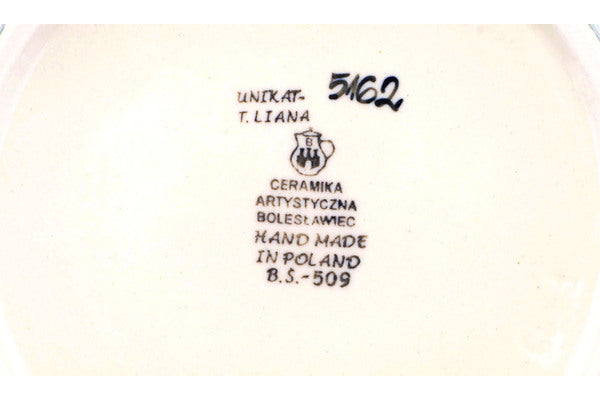 UNIKAT- 5162
T. LIANA
B
CERAMIKA
ARTYSTYCZNA
BOLESŁAWIEC
HAND MADE
IN POLAND
B.S.-509